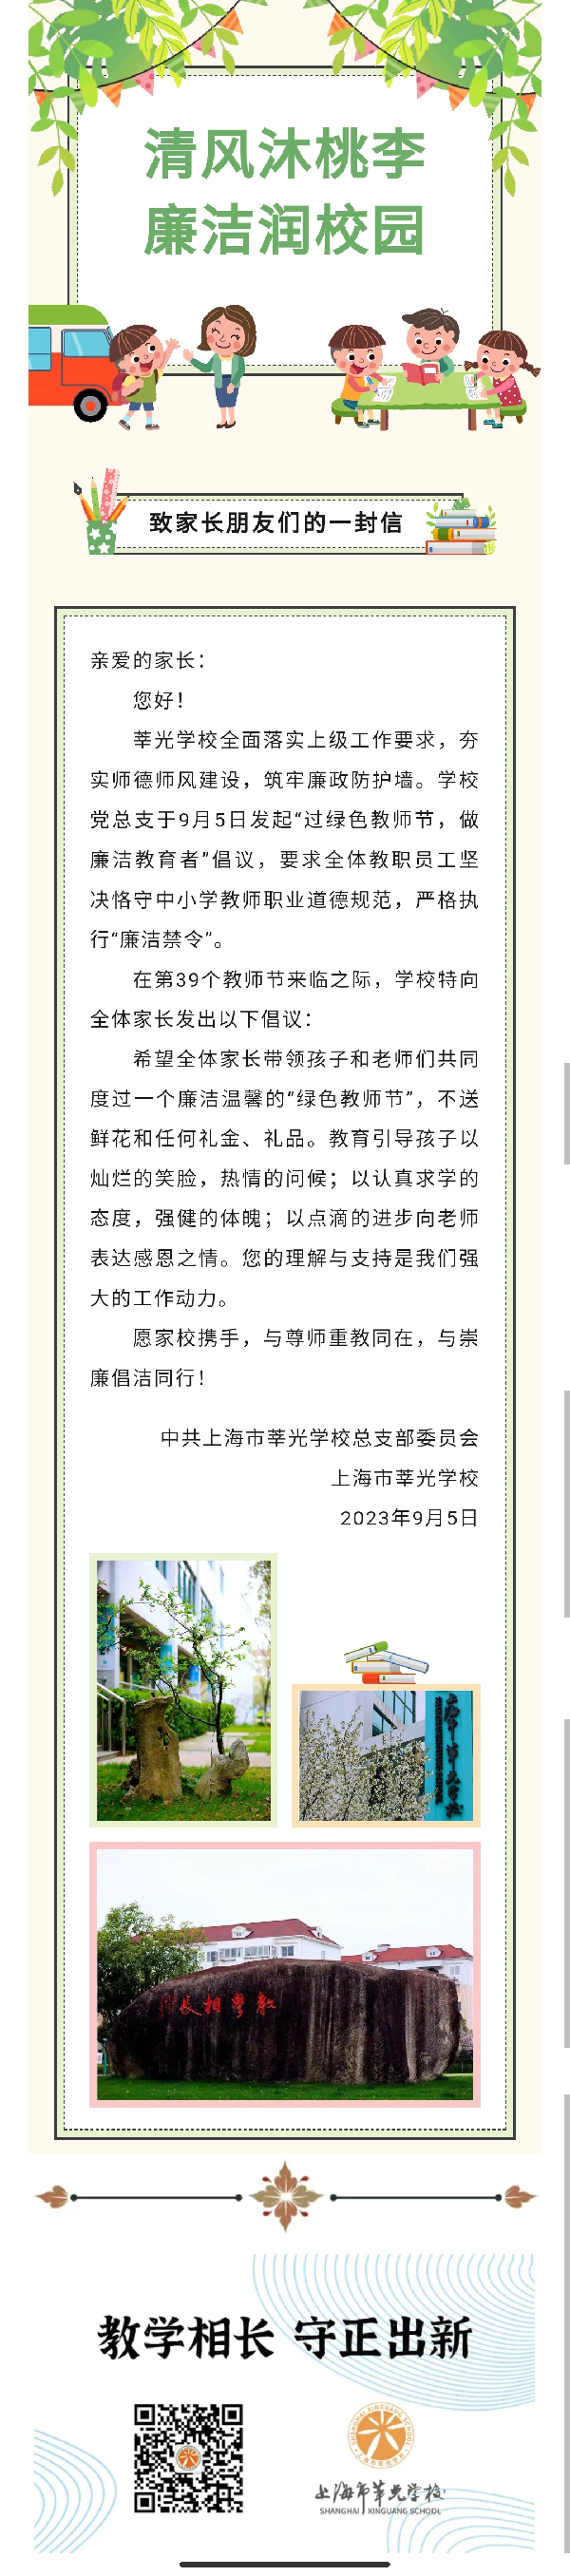 清风沐桃李
廉洁润校园
致家长朋友们的一封信
亲爱的家长：
您好！
莘光学校全面落实上级工作要求，夯
实师德师风建设，筑牢廉政防护墙。学校
党总支于9月5日发起“过绿色教师节，做
廉洁教育者”倡议，要求全体教职员工坚
决恪守中小学教师职业道德规范，严格执
行“廉洁禁令”。
在第39个教师节来临之际，学校特向
全体家长发出以下倡议：
希望全体家长带领孩子和老师们共同
度过一个廉洁温馨的“绿色教师节”，不送
鲜花和任何礼金、礼品。教育引导孩子以
灿烂的笑脸，热情的问候；以认真求学的
态度，强健的体魄；以点滴的进步向老师
表达感恩之情。您的理解与支持是我们强
大的工作动力。
愿家校携手，与尊师重教同在，与崇
廉倡洁同行！
中共上海市莘光学校总支部委员会
上海市莘光学校
2023年9月5日
上海市莘光学校
長相學教
教学相长 守正出新
上海市莘光学校
SHANGHAI XINGUANG SCHOOL